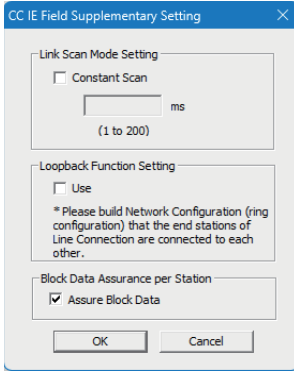 CC IE Field Supplementary Setting
Link Scan Mode Setting
Constant Scan
ms
(1 to 200)
Loopback Function Setting
Use
*Please build Network Configuration (ring
configuration) that the end stations of
Line Connection are connected to each
other.
Block Data Assurance per Station
Assure Block Data
OK
Cancel